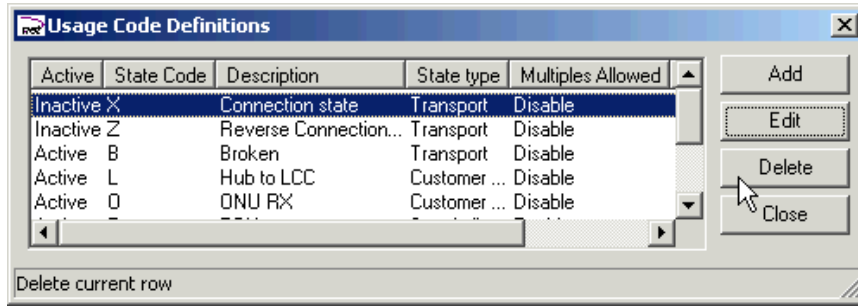 Usage Code Definitions
Active State Code Description State type Multiples Allowed
Inactive X Connection state Transport Disable
Inactive Z Reverse Connection... Transport Disable
Active B Broken Transport Disable
Active L Hub to LCC Customer ... Disable
Active O ONU RX Customer ... Disable
Add
Edit
Delete
Close
Delete current row